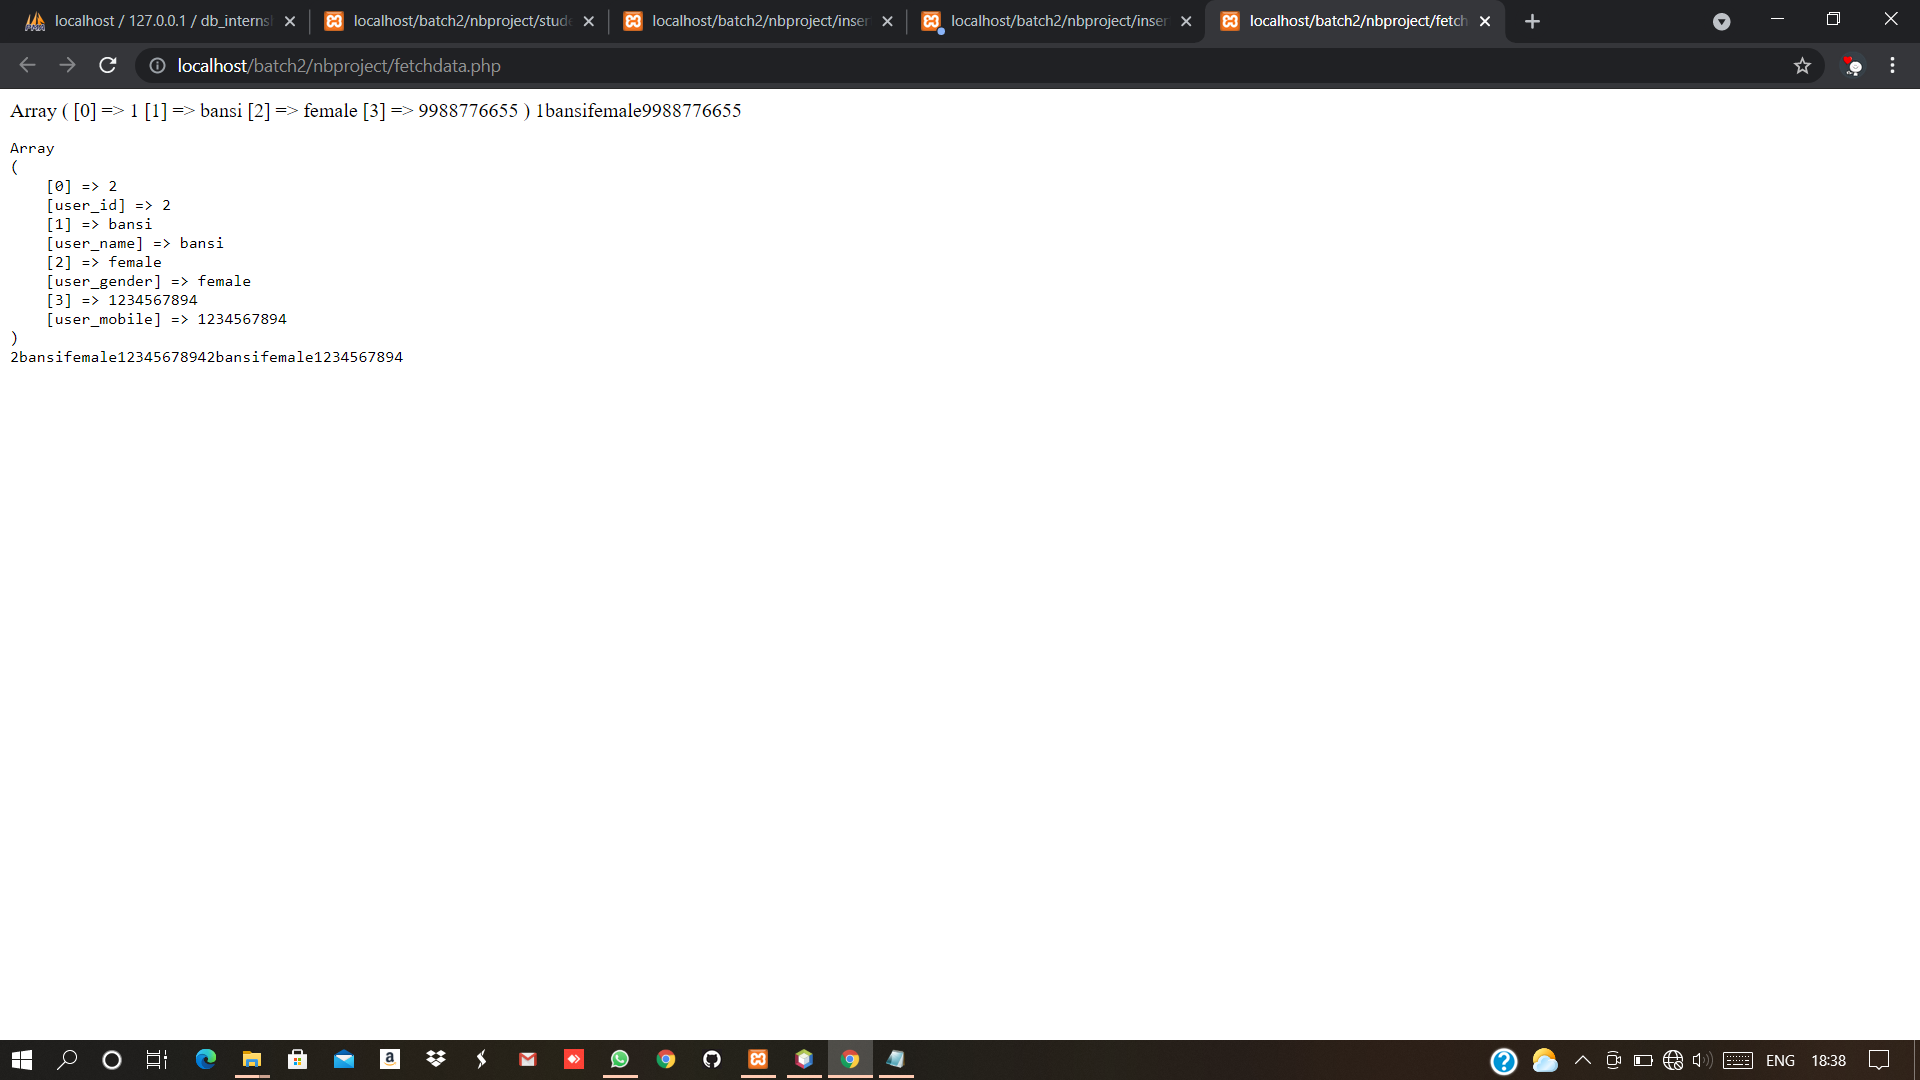 localhost / 127.0.0.1 / db_interns
localhost/batch2/nbproject/stud
localhost/batch2/nbproject/inser
localhost/batch2/nbproject/inser
localhost/batch2/nbproject/fetch
localhost/batch2/nbproject/fetchdata.php
Array ( [0] => 1 [1] => bansi [2] => female [3] => 9988776655 ) 1bansifemale9988776655
Array
(
[0] => 2
[user_id] => 2
[1] => bansi
[user_name] => bansi
[2] => female
[user_gender] => female
[3] => 1234567894
[user_mobile] => 1234567894
)
2bansifemale12345678942bansifemale1234567894
ENG
18:38